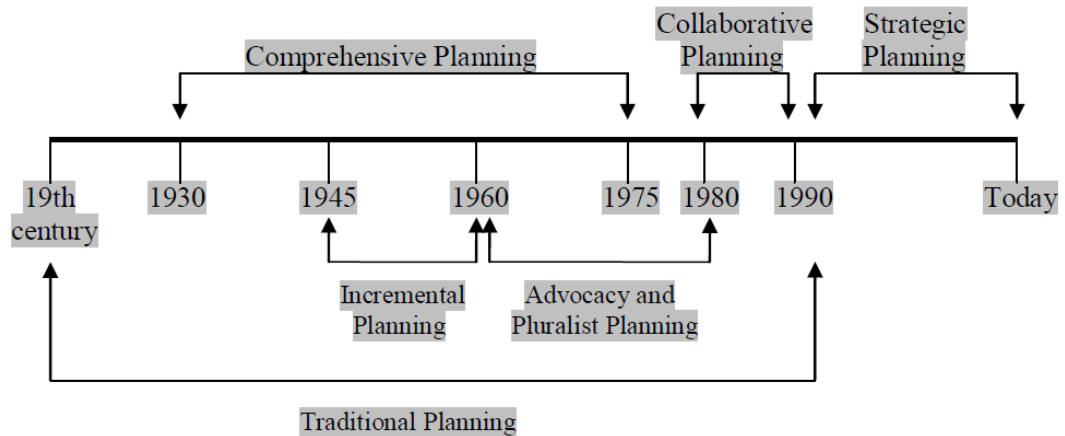 Collaborative
Planning
Strategic
Planning
Comprehensive Planning
19th
century
1930
1945
1960
1975
1980
1990
Today
Incremental
Planning
Advocacy and
Pluralist Planning
Traditional Planning